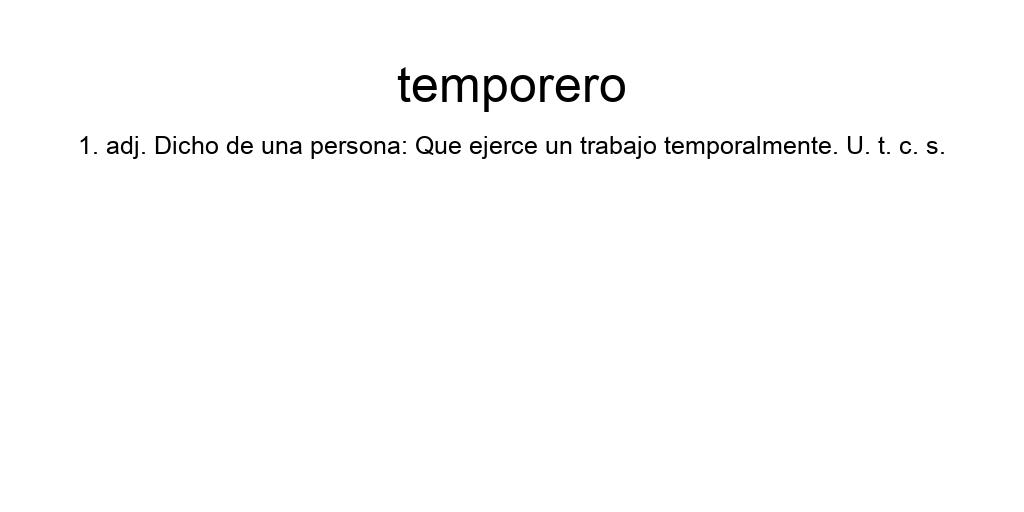 temporero
1. adj. Dicho de una persona: Que ejerce un trabajo temporalmente. U. t. c. s.